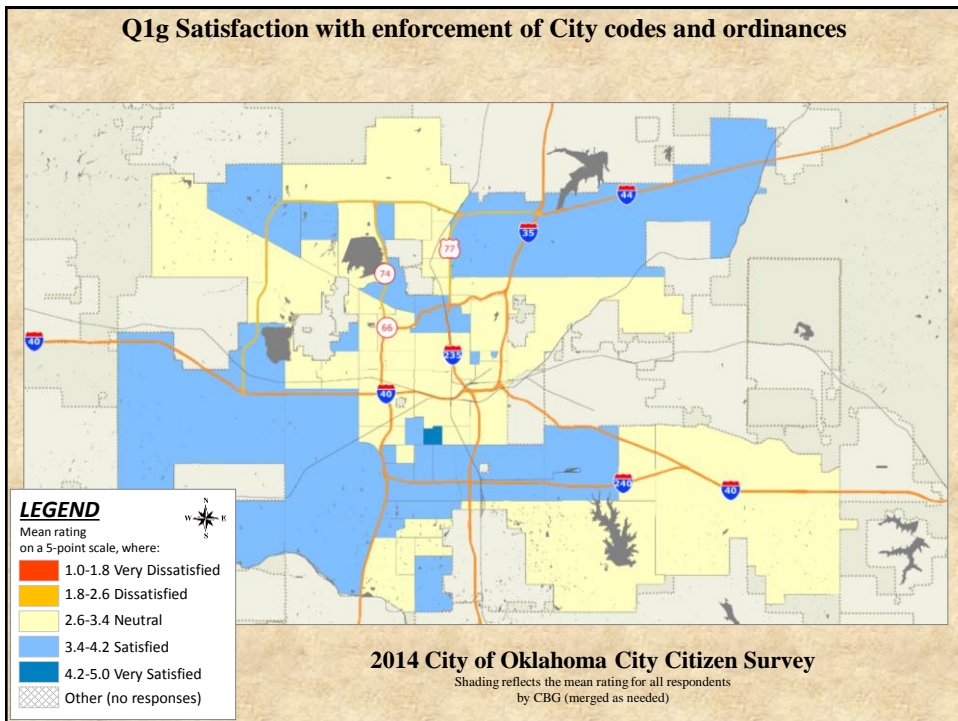 Q1g Satisfaction with enforcement of City codes and ordinances
44
35
77
74
66
40
235
40
240
40
LEGEND
N
W E
S
Mean rating
on a 5-point scale, where:
1.0-1.8 Very Dissatisfied
1.8-2.6 Dissatisfied
2.6-3.4 Neutral
3.4-4.2 Satisfied
4.2-5.0 Very Satisfied
Other (no responses)
2014 City of Oklahoma City Citizen Survey
Shading reflects the mean rating for all respondents
by CBG (merged as needed)